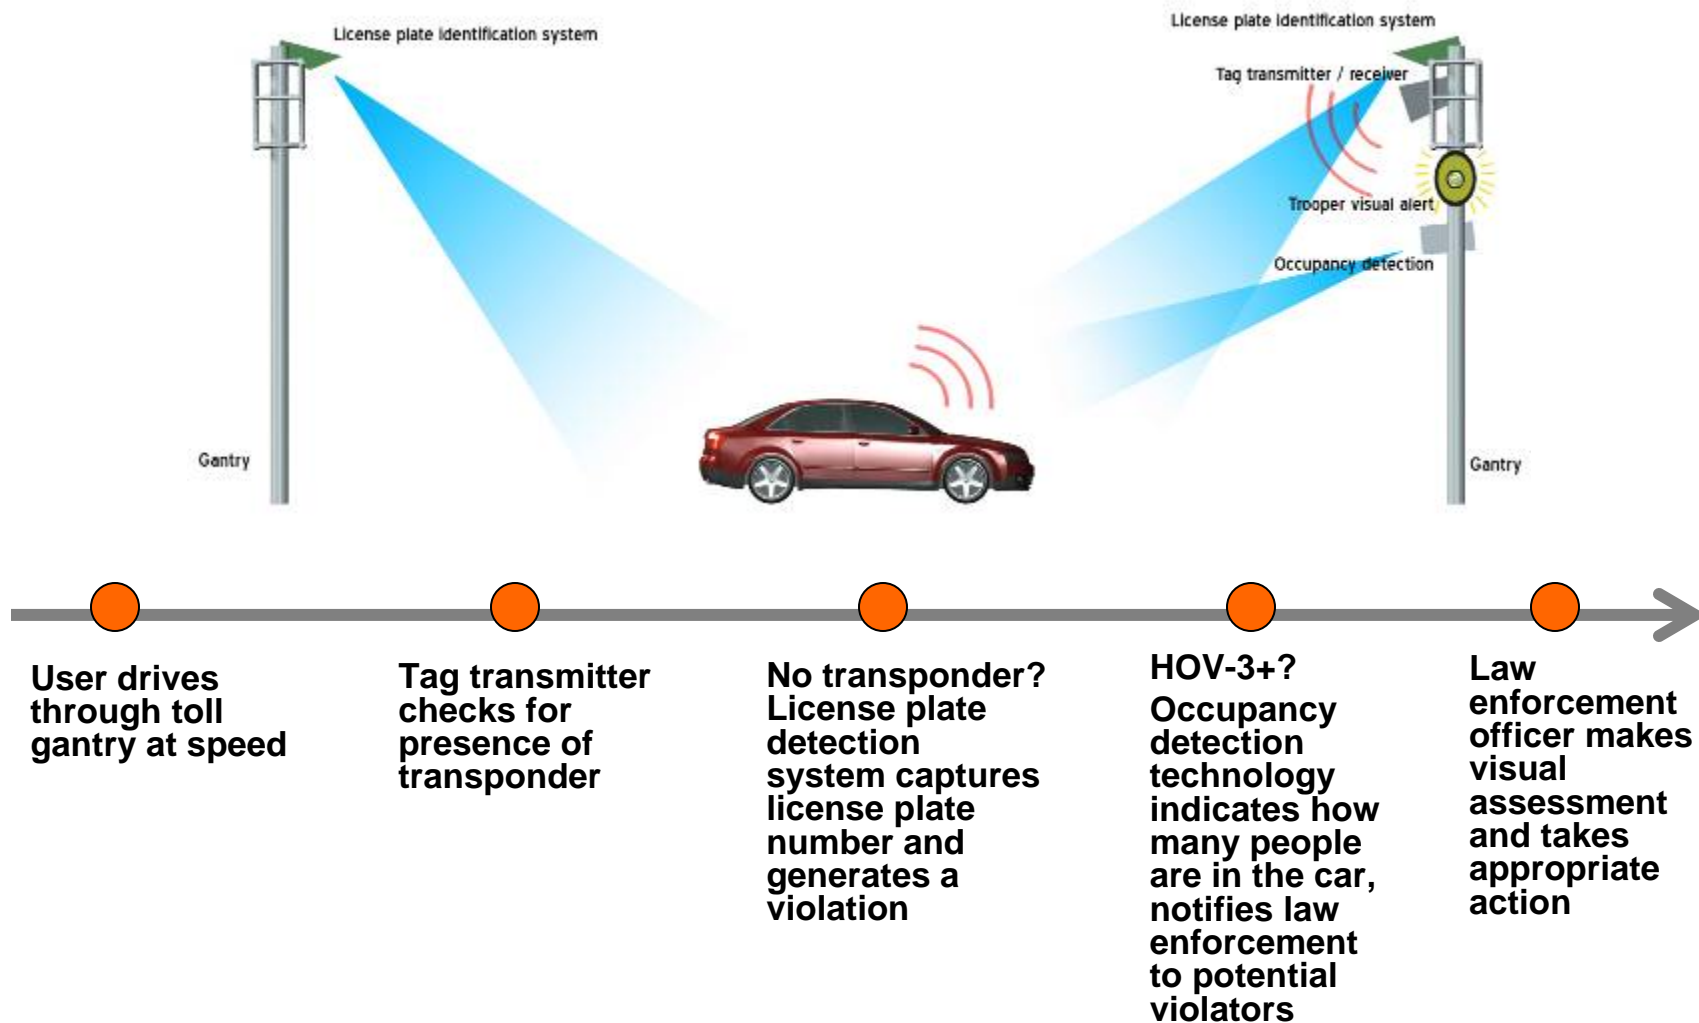 License plate identification system
License plate identification system
Tag transmitter / receiver
Trooper visual alert
Occupancy detection
Gantry
Gantry
User drives
through toll
gantry at speed
Tag transmitter
checks for
presence of
transponder
No transponder?
License plate
detection
system captures
license plate
number and
generates a
violation
HOV-3+?
Occupancy
detection
technology
indicates how
many people
are in the car,
notifies law
enforcement
to potential
violators
Law
enforcement
officer makes
visual
assessment
and takes
appropriate
action